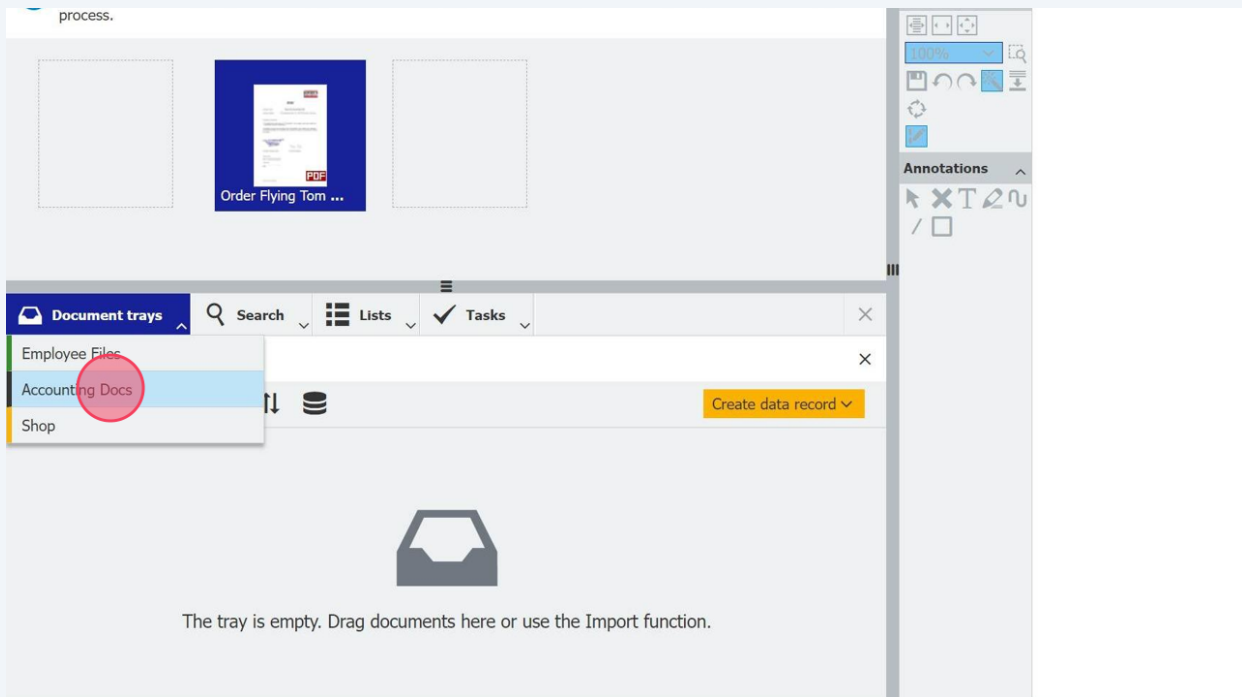 process.
100%
PDF
Order Flying Tom ...
Annotations
Document trays
Search
Lists
Tasks
Employee Files
Accounting Docs
Shop
Create data record
The tray is empty. Drag documents here or use the Import function.